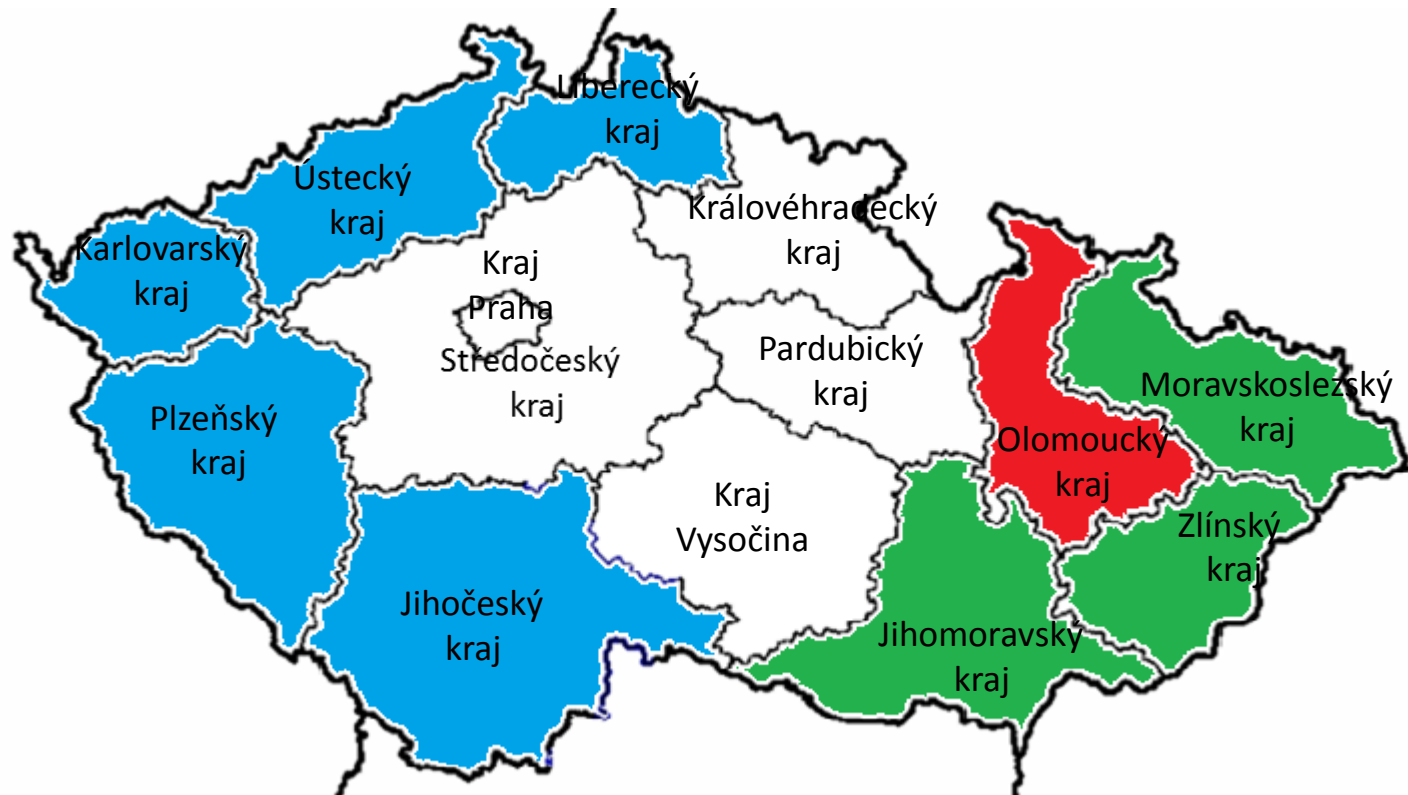 Liberecký
kraj
Ústecký
kraj
Královéhradecký
kraj
Karlovarský
kraj
Kraj
Praha
Středočeský
kraj
Pardubický
kraj
Moravskoslezský
kraj
Plzeňský
kraj
Olomoucký
kraj
Kraj
Vysočina
Zlínský
kraj
Jihočeský
kraj
Jihomoravský
kraj